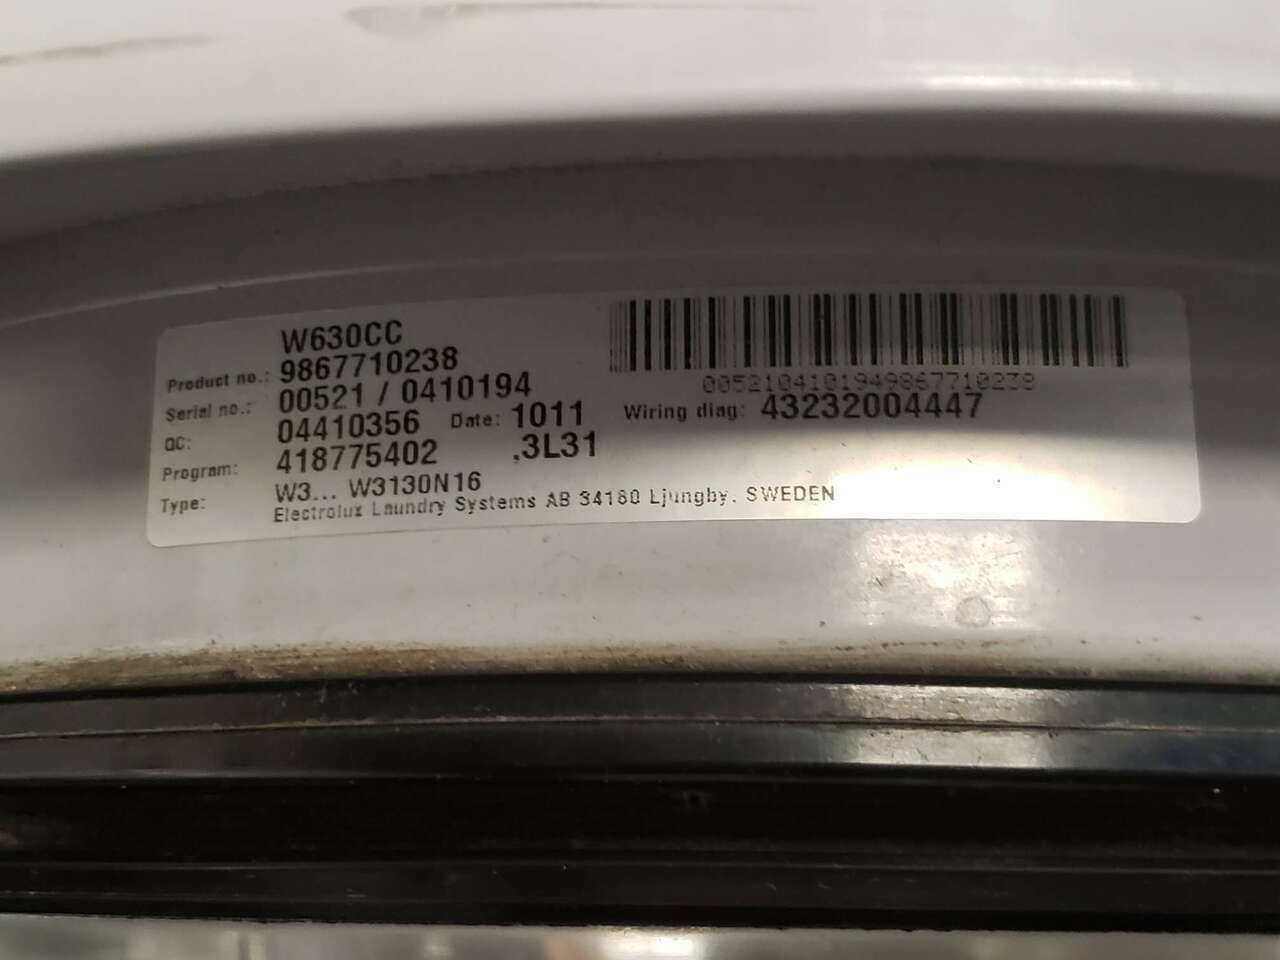 W630CC
Product no.: 9867710238
Serial no.: 00521 / 0410194
QC: 04410356 Date: 1011
Program: 418775402 .3L31
Type: W3... W3130N16
Electrolux Laundry Systems AB 34180 Ljungby, SWEDEN
0052104101949867710238
Wiring diag: 43232004447